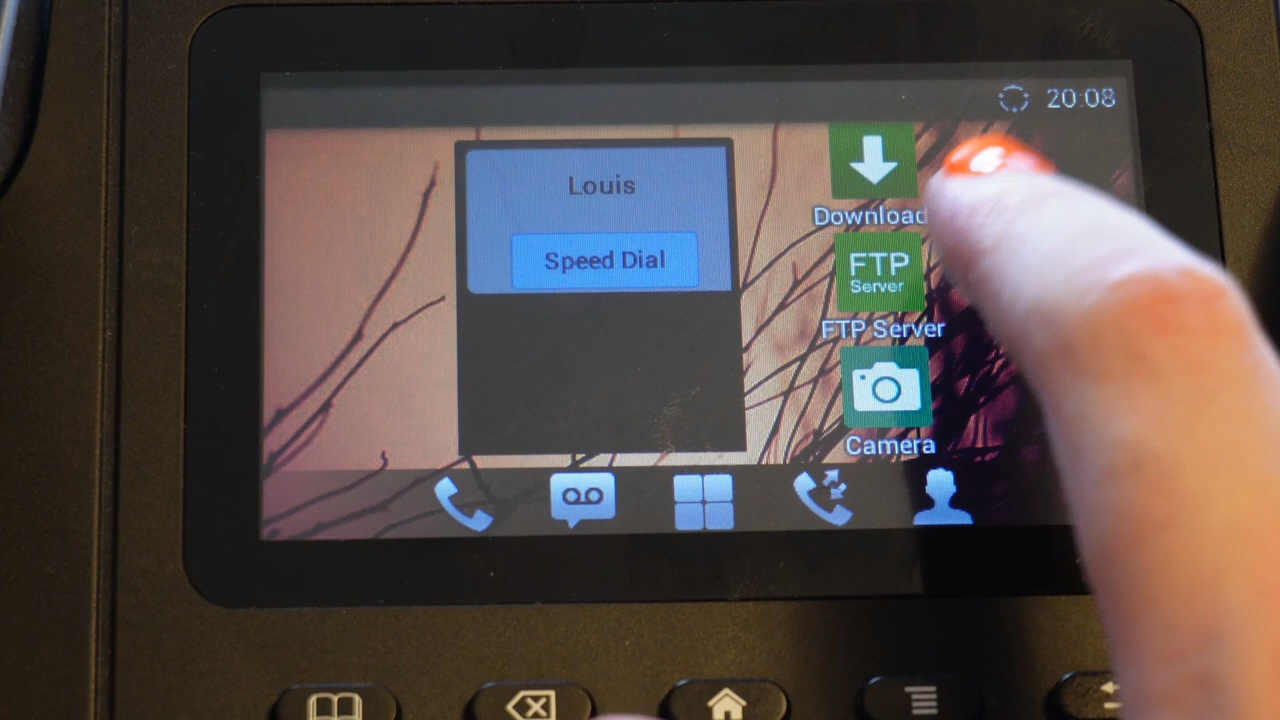 20:08
Louis
Speed Dial
Download
FTP
Server
FTP Server
Camera